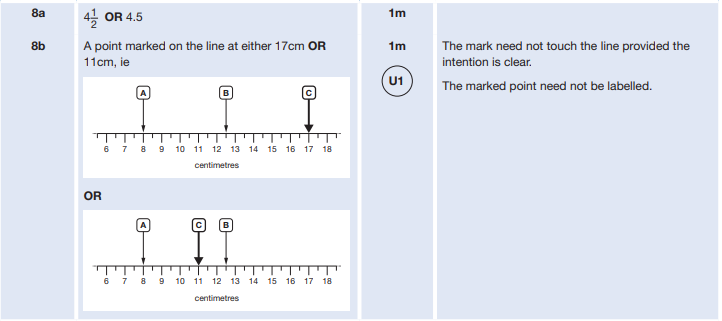 8a
4 1/2 OR 4.5
1m
8b
A point marked on the line at either 17cm OR
11cm, ie
1m
U1
The mark need not touch the line provided the
intention is clear.
The marked point need not be labelled.
A B C
6 7 8 9 10 11 12 13 14 15 16 17 18
centimetres
OR
A C B
6 7 8 9 10 11 12 13 14 15 16 17 18
centimetres